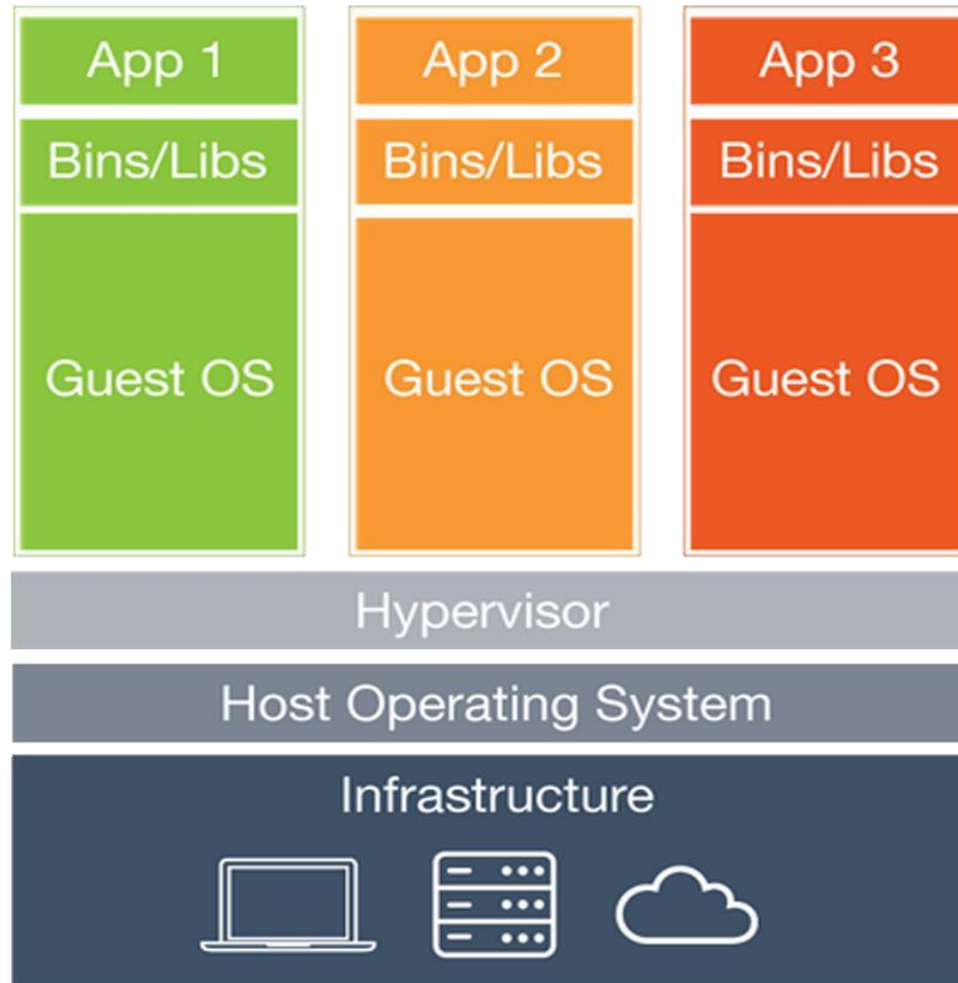 App 1
App 2
App 3
Bins/Libs
Bins/Libs
Bins/Libs
Guest OS
Guest OS
Guest OS
Hypervisor
Host Operating System
Infrastructure